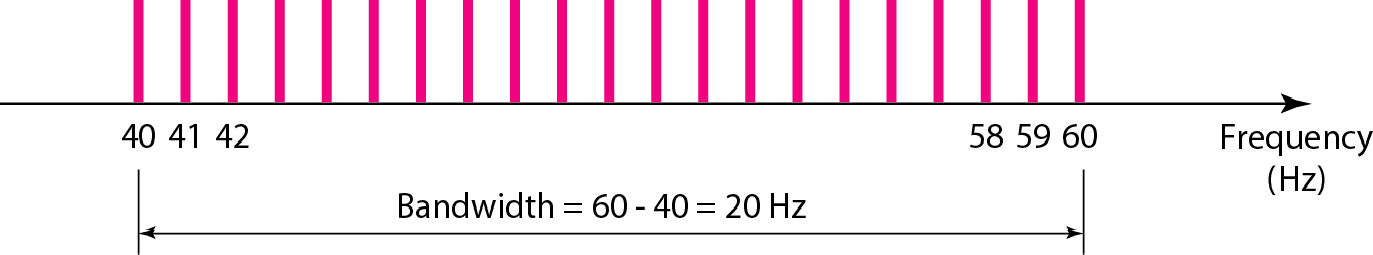 40 41 42 58 59 60 Frequency
(Hz)
Bandwidth = 60 - 40 = 20 Hz